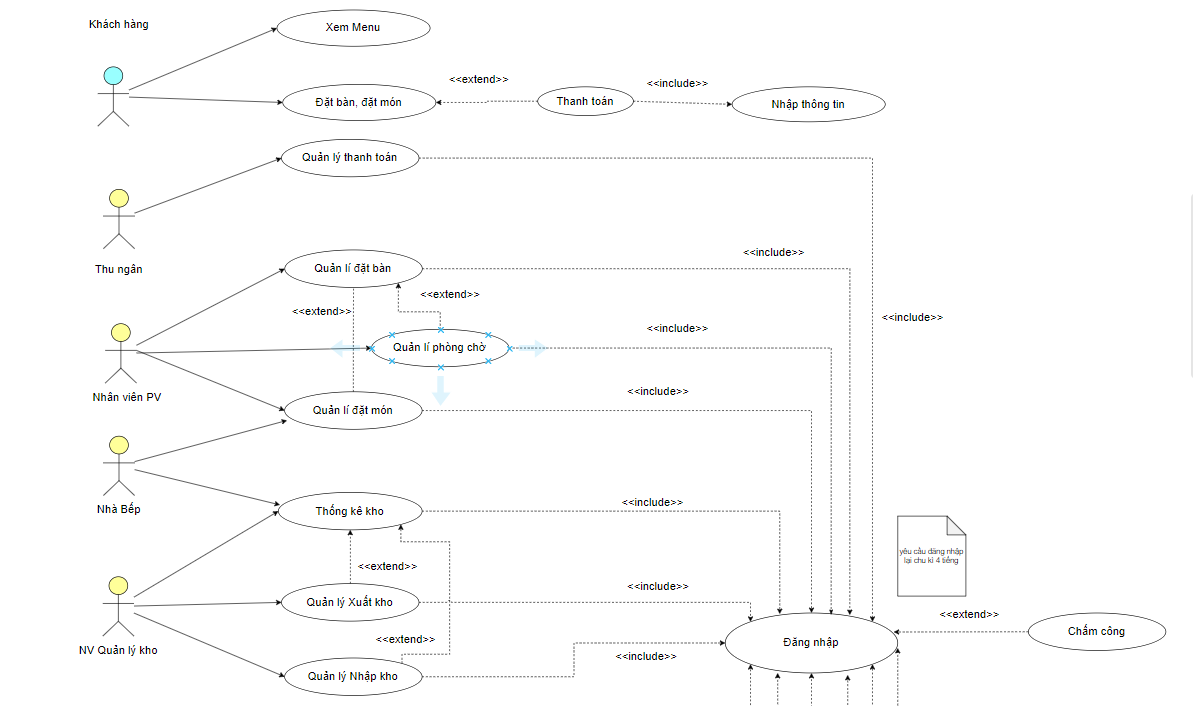 Khách hàng
Xem Menu
<<extend>>
<<include>>
Đặt bàn, đặt món
Thanh toán
Nhập thông tin
Quản lý thanh toán
Thu ngân
<<include>>
Quản lí đặt bàn
<<extend>>
<<extend>>
<<include>>
<<include>>
Quản lí phòng chờ
Nhân viên PV
<<include>>
Quản lí đặt món
Nhà Bếp
<<include>>
Thống kê kho
yêu cầu đăng nhập
lại chu kì 4 tiếng
<<extend>>
<<include>>
Quản lý Xuất kho
<<extend>>
Chấm công
<<extend>>
Đăng nhập
NV Quản lý kho
<<include>>
Quản lý Nhập kho